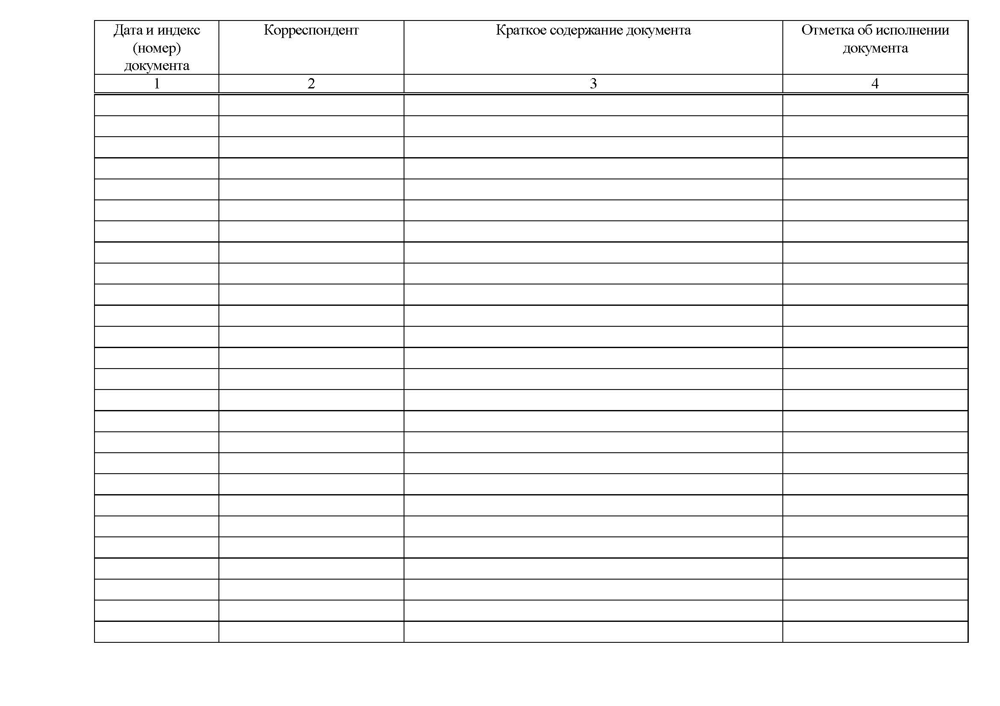 Дата и индекс
(номер)
документа
Корреспондент
Краткое содержание документа
Отметка об исполнении
документа
1
2
3
4